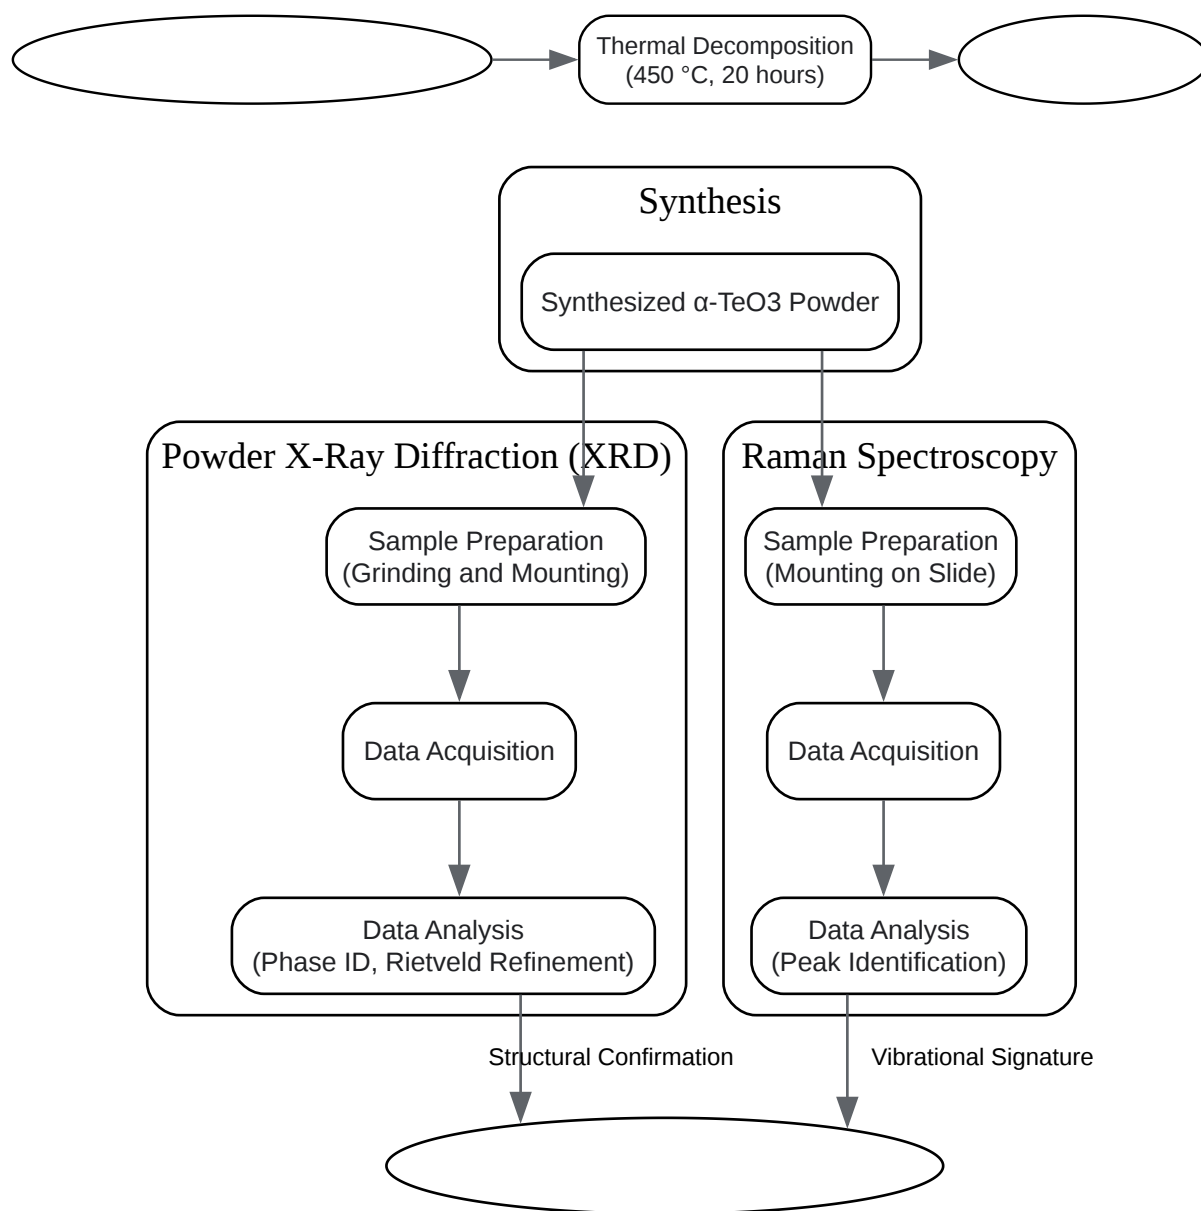 Thermal Decomposition
(450 °C, 20 hours)
Synthesis
Synthesized α-TeO3 Powder
Powder X-Ray Diffraction (XRD)
Raman Spectroscopy
Sample Preparation
(Grinding and Mounting)
Sample Preparation
(Mounting on Slide)
Data Acquisition
Data Acquisition
Data Analysis
(Phase ID, Rietveld Refinement)
Data Analysis
(Peak Identification)
Structural Confirmation
Vibrational Signature